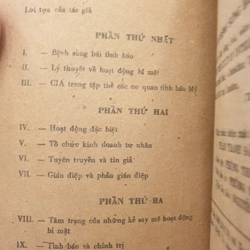 Lời tựa của tác giả
PHẦN THỨ NHẤT
I. — Bệnh sùng bái tình báo
II. — Lý thuyết về hoạt động bí mật
III. — CIA trong tập thể các cơ quan tình báo Mỹ
PHẦN THỨ HAI
IV. — Hoạt động đặc biệt
V. — Tổ chức kinh doanh tư nhân
VI. — Tuyên truyền và tin giả
VII. — Gián điệp và phản gián điệp
PHẦN THỨ BA
VIII. — Tâm trạng của những kẻ say mê hoạt động
bí mật
IX. — Tình báo và chính trị